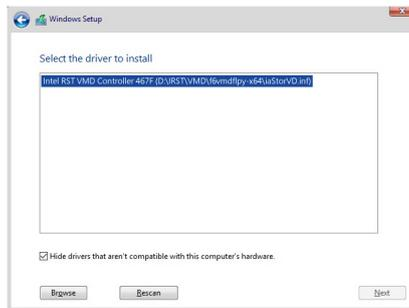 Windows Setup
Select the driver to install
Intel RST VMD Controller 467F (D:\IRST\VMD\f6vmdflpy-x64\iaStorVD.inf)
Hide drivers that aren't compatible with this computer's hardware.
Browse
Rescan
Next